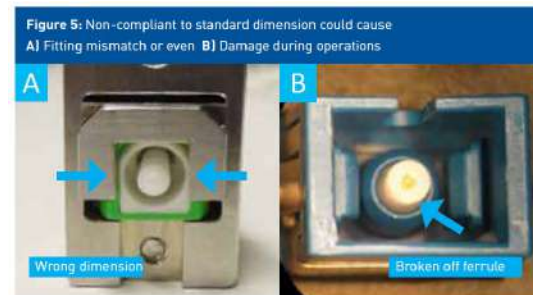 Figure 5: Non-compliant to standard dimension could cause
A) Fitting mismatch or even B) Damage during operations
A
B
Wrong dimension
Broken off ferrule